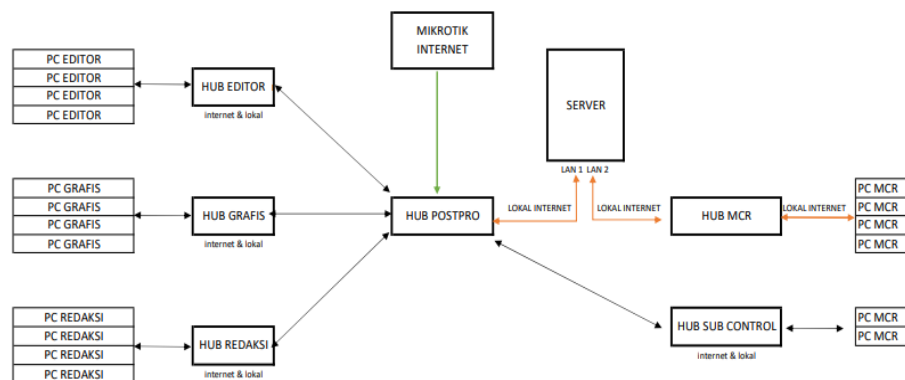 MIKROTIK
INTERNET
PC EDITOR
PC EDITOR
PC EDITOR
PC EDITOR
HUB EDITOR
internet & lokal
SERVER
LAN 1 LAN 2
PC GRAFIS
PC GRAFIS
PC GRAFIS
PC GRAFIS
HUB GRAFIS
internet & lokal
HUB POSTPRO
LOKAL INTERNET
LOKAL INTERNET
HUB MCR
LOKAL INTERNET
PC MCR
PC MCR
PC MCR
PC MCR
PC REDAKSI
PC REDAKSI
PC REDAKSI
PC REDAKSI
HUB REDAKSI
internet & lokal
HUB SUB CONTROL
internet & lokal
PC MCR
PC MCR